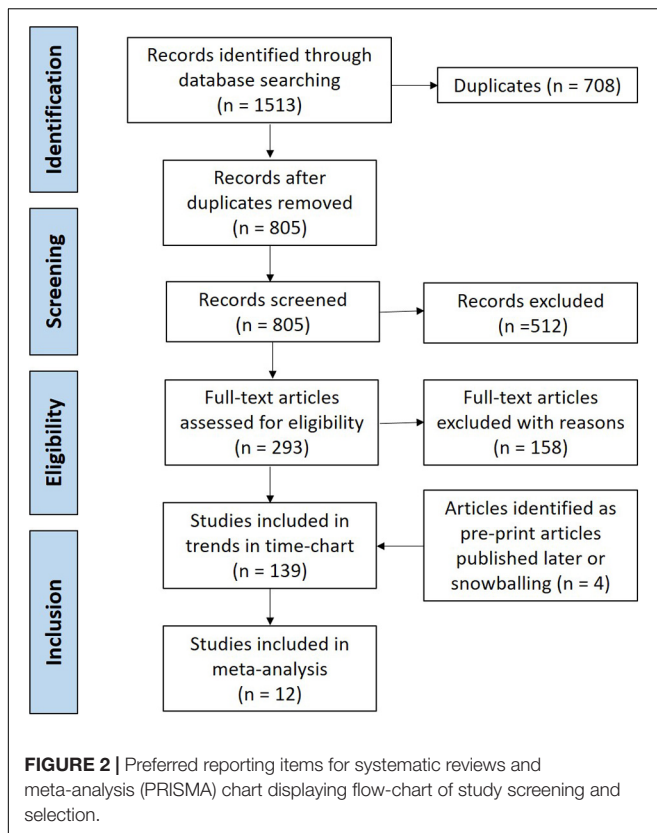 Identification
Records identified through
database searching
(n = 1513)
Duplicates (n = 708)
Records after
duplicates removed
(n = 805)
Screening
Records screened
(n = 805)
Records excluded
(n =512)
Eligibility
Full-text articles
assessed for eligibility
(n = 293)
Full-text articles
excluded with reasons
(n = 158)
Inclusion
Studies included in
trends in time-chart
(n = 139)
Articles identified as
pre-print articles
published later or
snowballing (n = 4)
Studies included in
meta-analysis
(n = 12)
FIGURE 2 | Preferred reporting items for systematic reviews and
meta-analysis (PRISMA) chart displaying flow-chart of study screening and
selection.